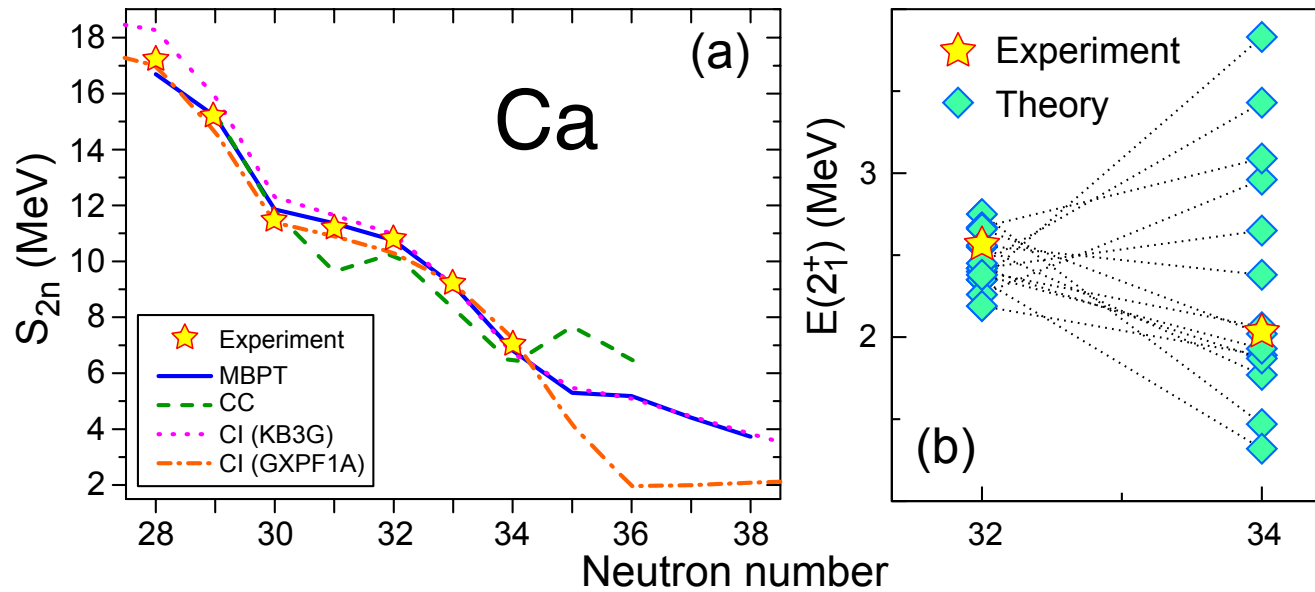 (a)
Ca
S2n (MeV)
18
16
14
12
10
8
6
4
2
Experiment
MBPT
CC
CI (KB3G)
CI (GXPF1A)
28
30
32
34
36
38
Neutron number
Experiment
Theory
E(2+1) (MeV)
3
2
(b)
32
34